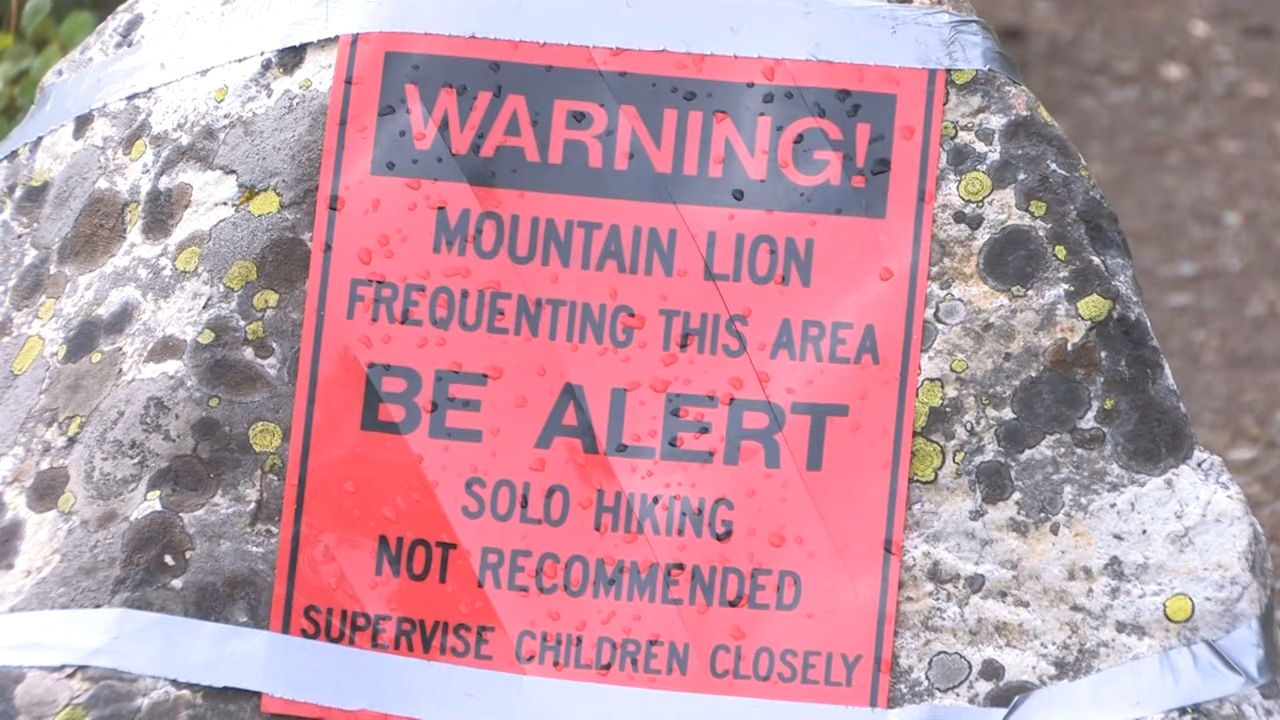 WARNING!
MOUNTAIN LION
FREQUENTING THIS AREA
BE ALERT
SOLO HIKING
NOT RECOMMENDED
SUPERVISE CHILDREN CLOSELY